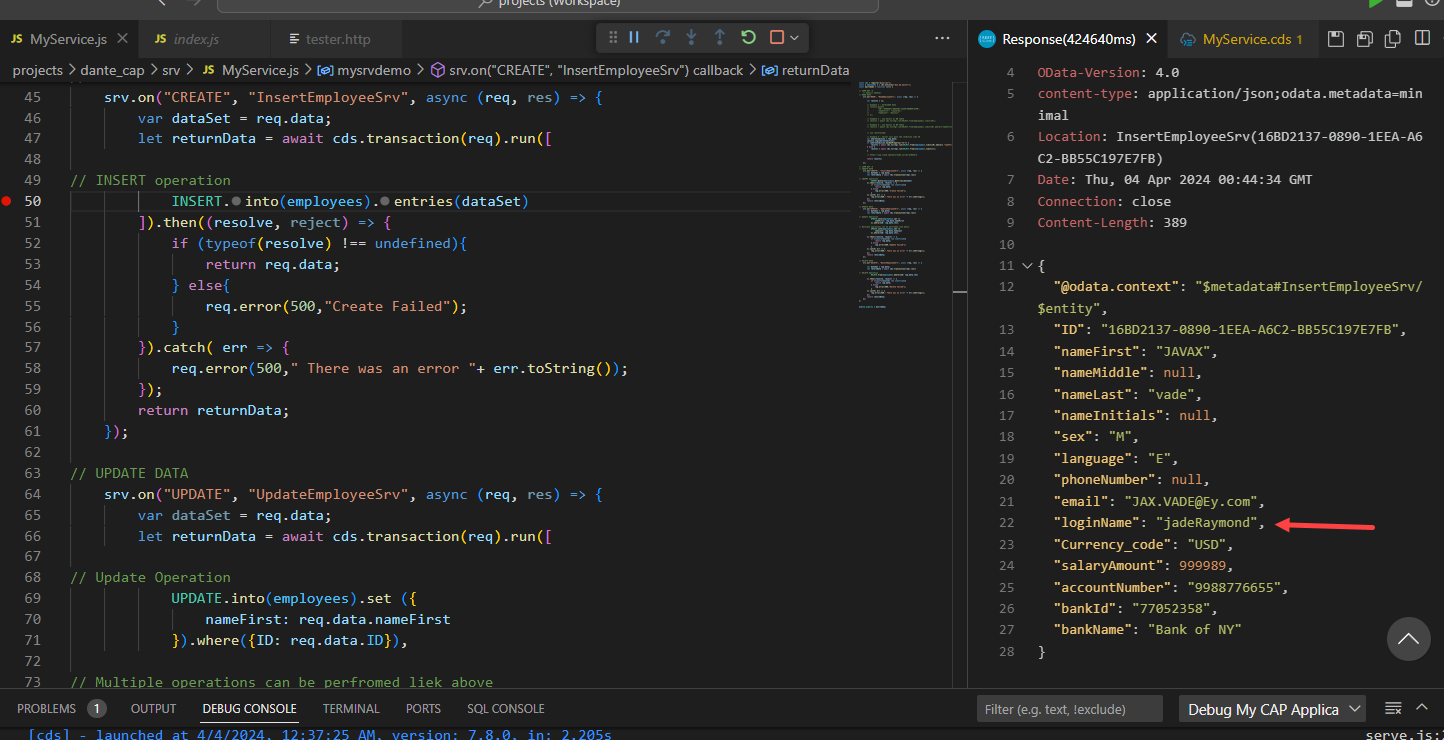 projects (Workspace)
JS MyService.js
JS index.js
tester.http
Response(424640ms)
MyService.cds 1
projects > dante_cap > srv > JS MyService.js > mysrvdemo > srv.on("CREATE", "InsertEmployeeSrv") callback > returnData
45 srv.on("CREATE", "InsertEmployeeSrv", async (req, res) => {
46 var dataSet = req.data;
47 let returnData = await cds.transaction(req).run([
48
49 // INSERT operation
50 INSERT.into(employees).entries(dataSet)
51 ]).then((resolve, reject) => {
52 if (typeof(resolve) !== undefined){
53 return req.data;
54 } else{
55 req.error(500,"Create Failed");
56 }
57 }).catch( err => {
58 req.error(500," There was an error "+ err.toString());
59 });
60 return returnData;
61 });
62
63 // UPDATE DATA
64 srv.on("UPDATE", "UpdateEmployeeSrv", async (req, res) => {
65 var dataSet = req.data;
66 let returnData = await cds.transaction(req).run([
67
68 // Update Operation
69 UPDATE.into(employees).set ({
70 nameFirst: req.data.nameFirst
71 }).where({ID: req.data.ID}),
72
73 // Multiple operations can be perfromed liek above
4 OData-Version: 4.0
5 content-type: application/json;odata.metadata=min
imal
6 Location: InsertEmployeeSrv(16BD2137-0890-1EEA-A6
C2-BB55C197E7FB)
7 Date: Thu, 04 Apr 2024 00:44:34 GMT
8 Connection: close
9 Content-Length: 389
10
11 {
12 "@odata.context": "$metadata#InsertEmployeeSrv/
$entity",
13 "ID": "16BD2137-0890-1EEA-A6C2-BB55C197E7FB",
14 "nameFirst": "JAVAX",
15 "nameMiddle": null,
16 "nameLast": "vade",
17 "nameInitials": null,
18 "sex": "M",
19 "language": "E",
20 "phoneNumber": null,
21 "email": "JAX.VADE@Ey.com",
22 "loginName": "jadeRaymond",
23 "Currency_code": "USD",
24 "salaryAmount": 999989,
25 "accountNumber": "9988776655",
26 "bankId": "77052358",
27 "bankName": "Bank of NY"
28 }
PROBLEMS 1 OUTPUT DEBUG CONSOLE TERMINAL PORTS SQL CONSOLE
Filter (e.g. text, !exclude)
Debug My CAP Applica
[cds] - launched at 4/4/2024, 12:37:25 AM, version: 7.8.0, in: 2.205s